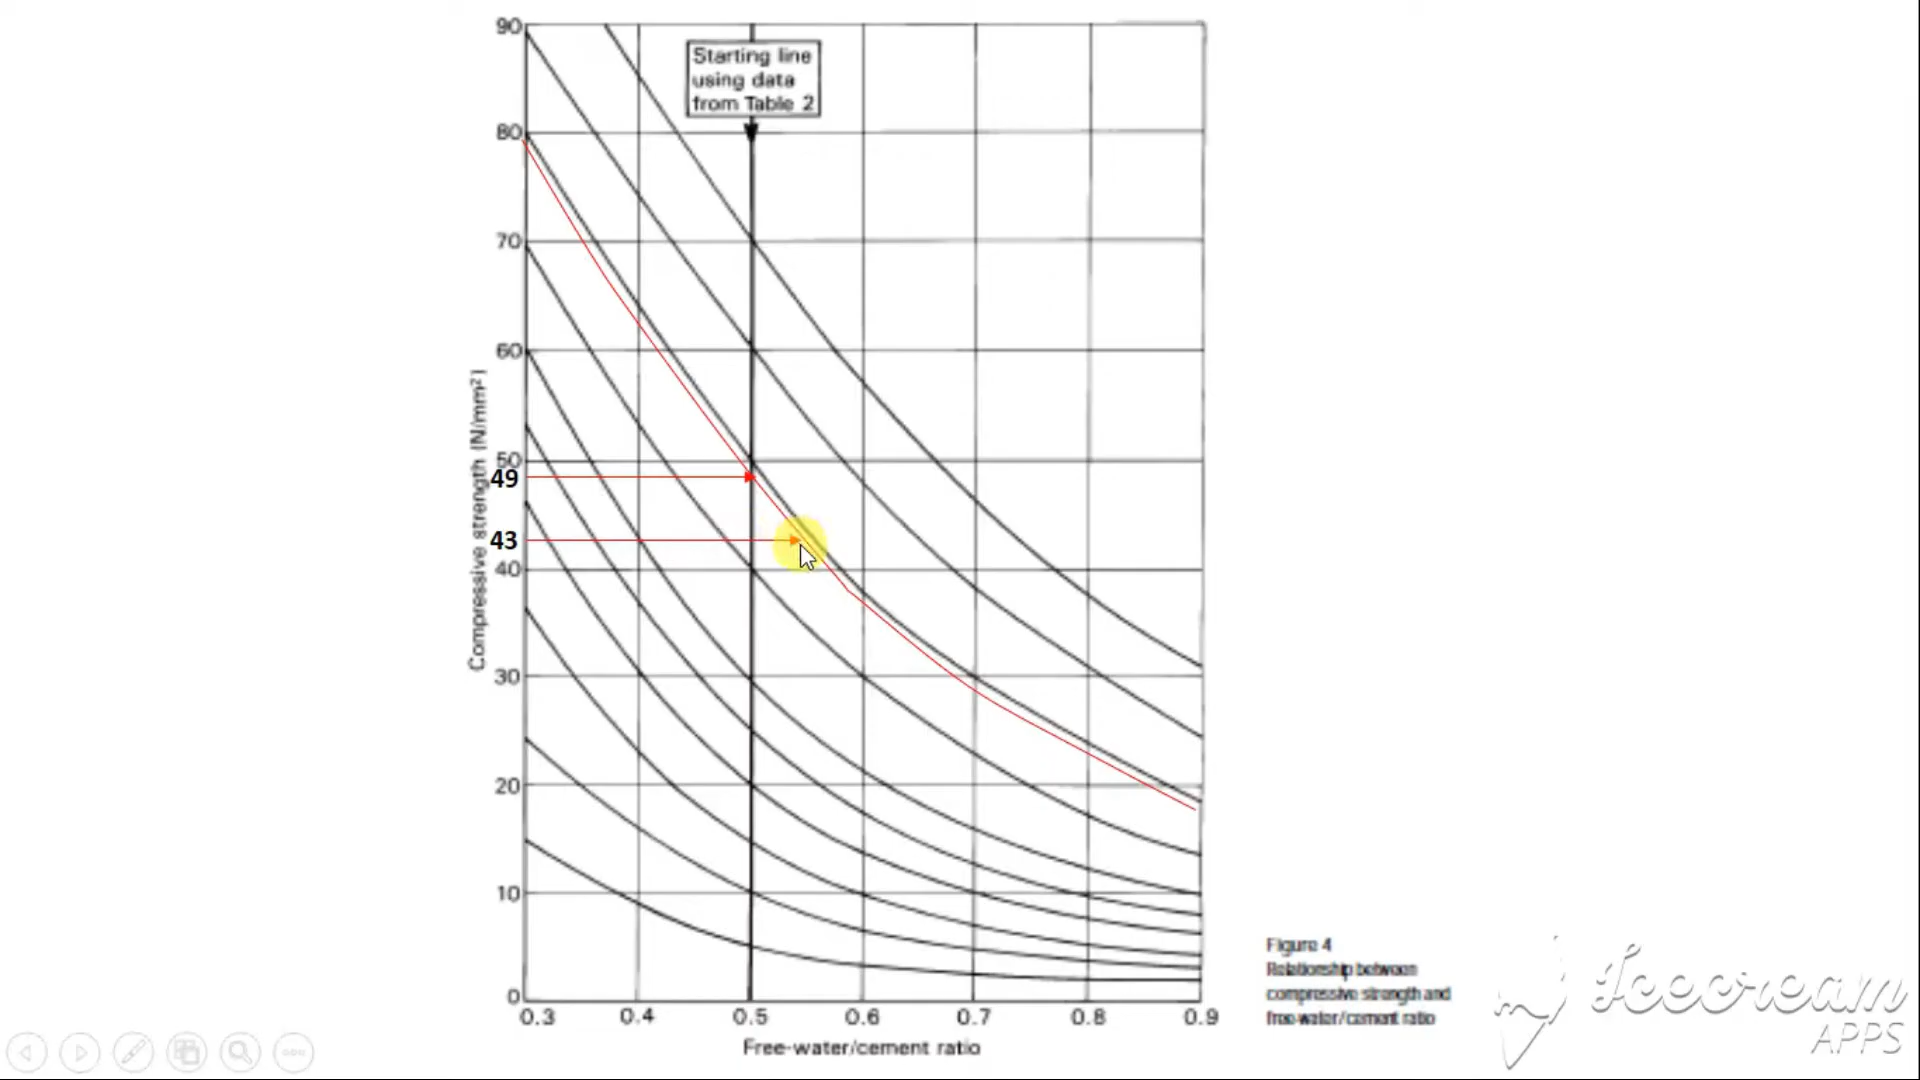 90
Starting line
using data
from Table 2
80
70
60
50
49
43
40
30
20
10
0
Compressive strength (N/mm²)
0.3 0.4 0.5 0.6 0.7 0.8 0.9
Free-water/cement ratio
Figure 4
Relationship between
compressive strength and
free-water/cement ratio
Icecream
APPS